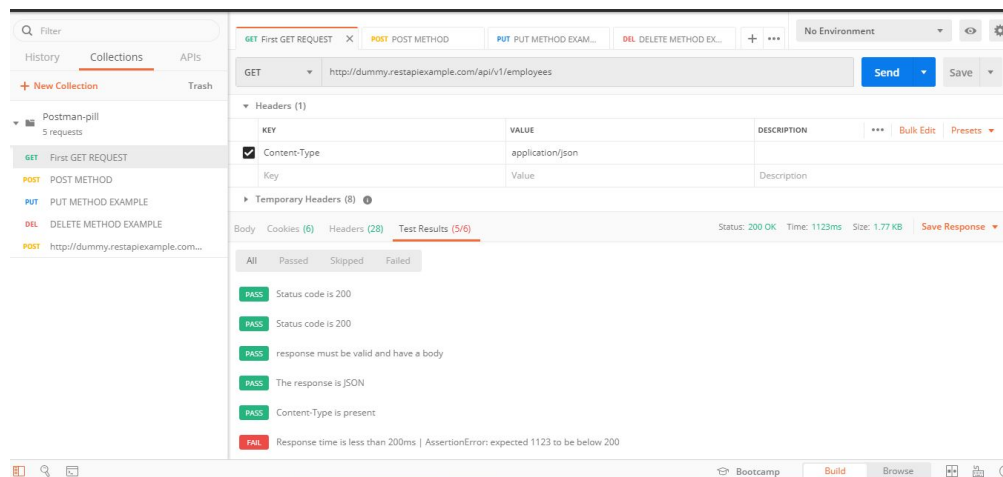 Filter
History Collections APIs
+ New Collection Trash
Postman-pill
5 requests
GET First GET REQUEST
POST POST METHOD
PUT PUT METHOD EXAMPLE
DEL DELETE METHOD EXAMPLE
POST http://dummy.restapiexample.com...
GET First GET REQUEST X POST POST METHOD PUT PUT METHOD EXAM... DEL DELETE METHOD EX... + ••• No Environment
GET http://dummy.restapiexample.com/api/v1/employees Send Save
Headers (1)
KEY VALUE DESCRIPTION ••• Bulk Edit Presets
Content-Type application/json
Key Value Description
Temporary Headers (8)
Body Cookies (6) Headers (28) Test Results (5/6) Status: 200 OK Time: 1123ms Size: 1.77 KB Save Response
All Passed Skipped Failed
PASS Status code is 200
PASS Status code is 200
PASS response must be valid and have a body
PASS The response is JSON
PASS Content-Type is present
FAIL Response time is less than 200ms | AssertionError: expected 1123 to be below 200
Bootcamp Build Browse